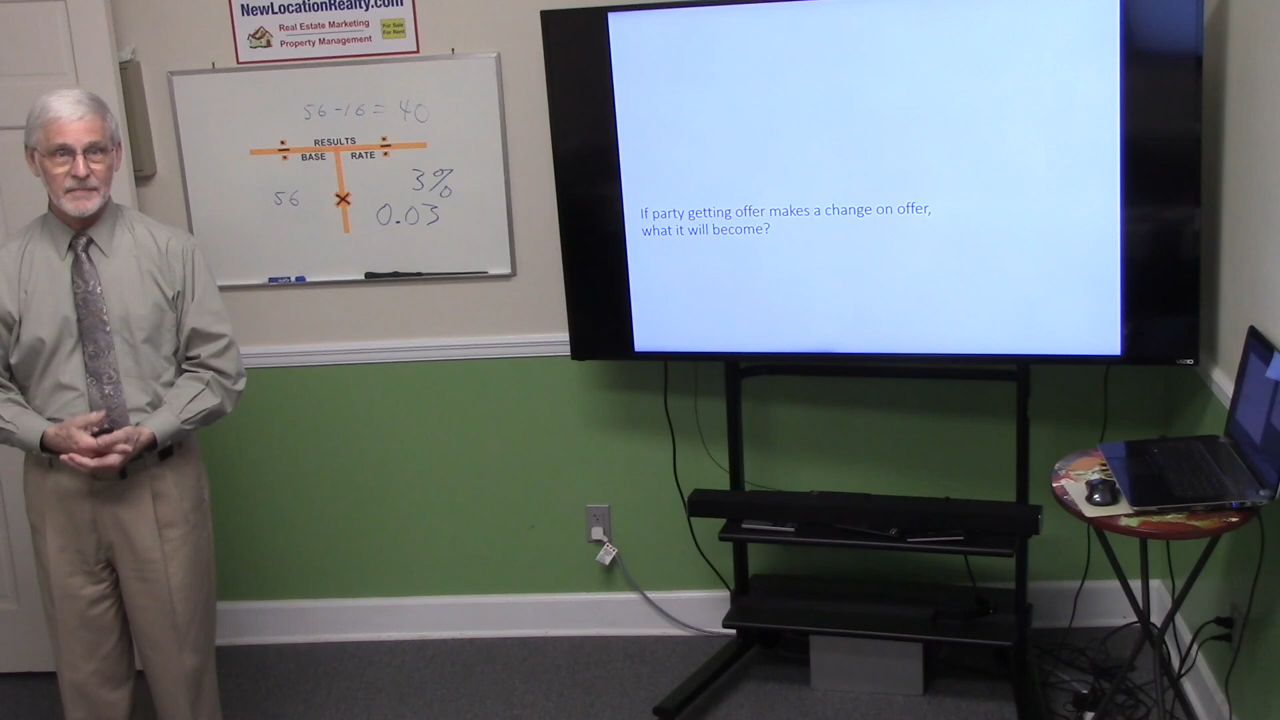 NewLocationRealty.com
Real Estate Marketing
Property Management
For Sale
For Rent
56-16=40
RESULTS
BASE RATE
56
3%
0.03
If party getting offer makes a change on offer,
what it will become?
VIZIO